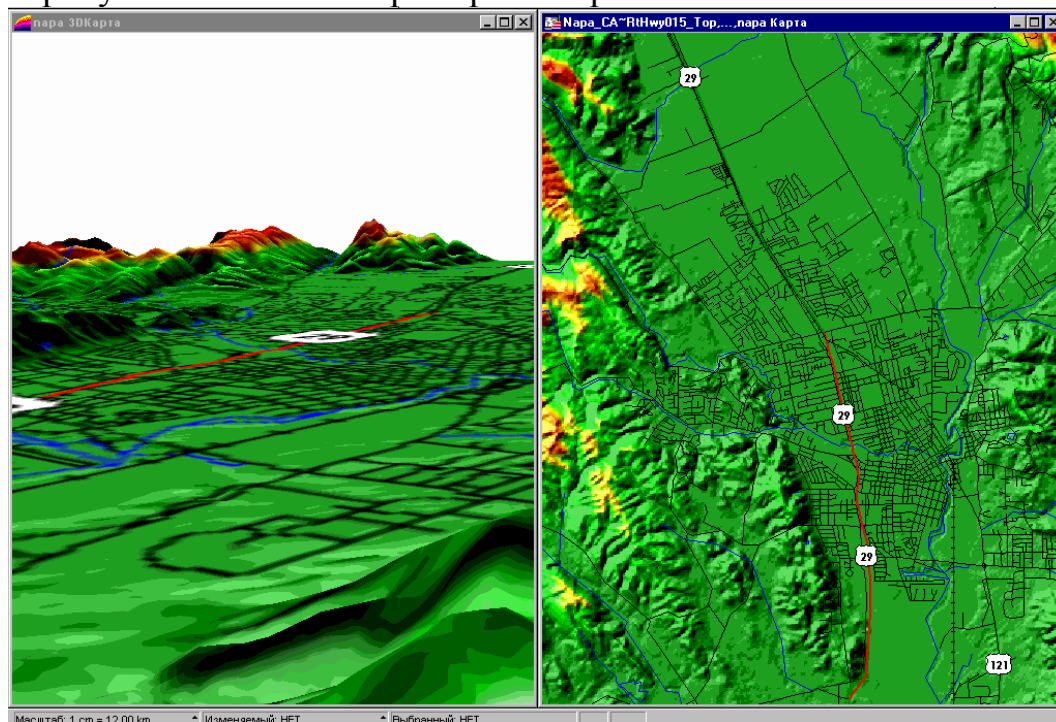 napa 3DКарта
Napa_CA~RtHwy015_Top,...,napa Карта
29
29
29
121
Масштаб: 1 cm = 12,00 km
Изменяемый: НЕТ
Выбранный: НЕТ